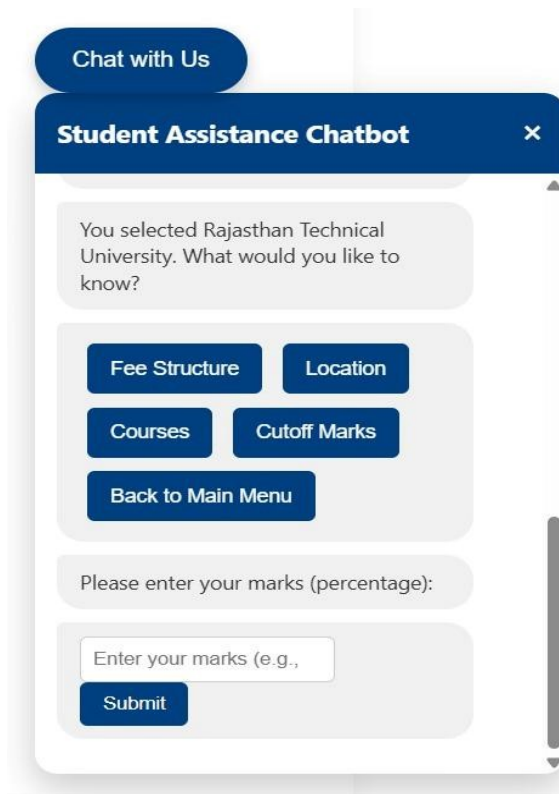 Chat with Us
Student Assistance Chatbot ×
You selected Rajasthan Technical
University. What would you like to
know?
Fee Structure Location
Courses Cutoff Marks
Back to Main Menu
Please enter your marks (percentage):
Enter your marks (e.g.,
Submit